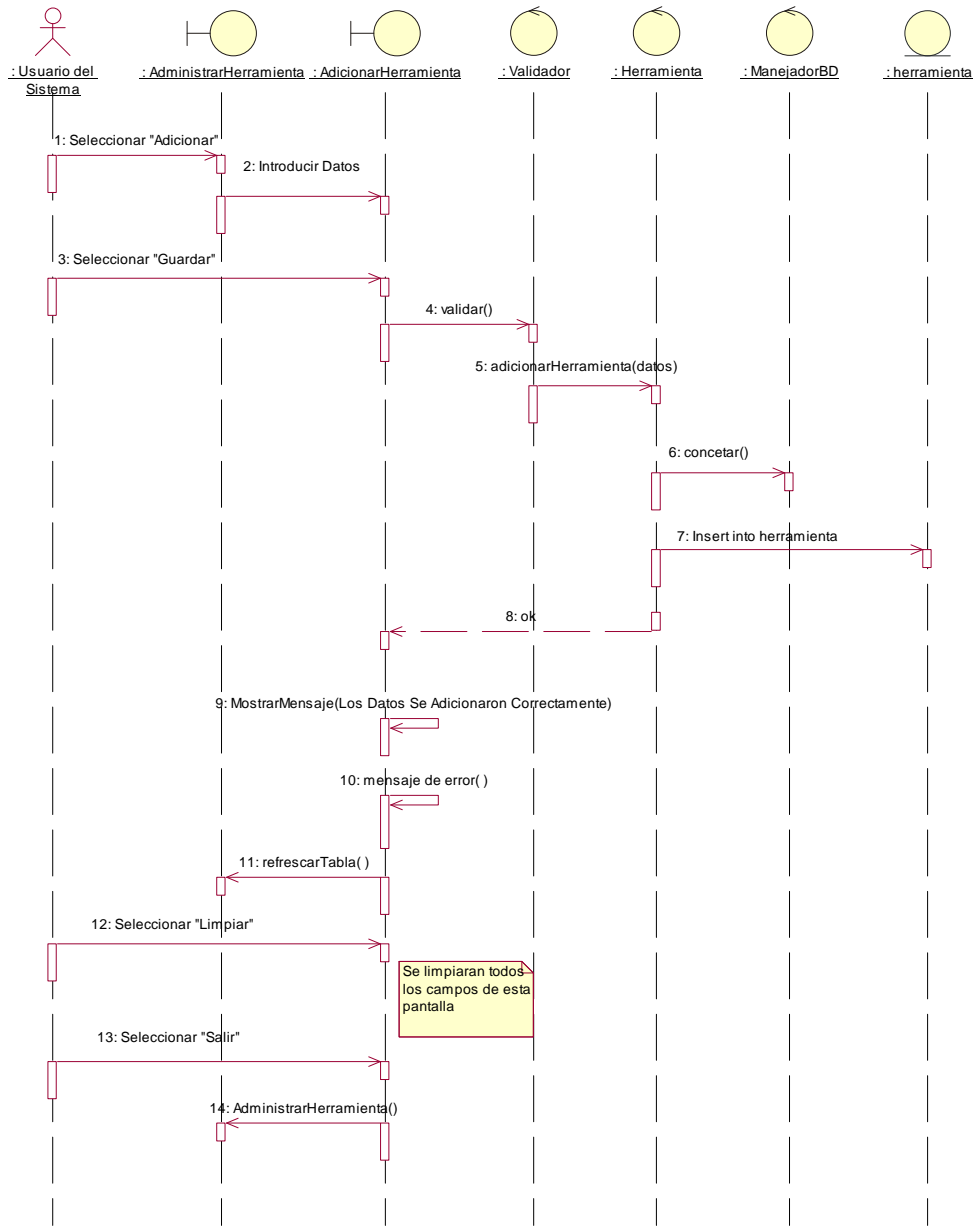 : Usuario del
Sistema
: AdministrarHerramienta
: AdicionarHerramienta
: Validador
: Herramienta
: ManejadorBD
: herramienta
1: Seleccionar "Adicionar"
2: Introducir Datos
3: Seleccionar "Guardar"
4: validar()
5: adicionarHerramienta(datos)
6: concetar()
7: Insert into herramienta
8: ok
9: MostrarMensaje(Los Datos Se Adicionaron Correctamente)
10: mensaje de error( )
11: refrescarTabla( )
12: Seleccionar "Limpiar"
Se limpiaran todos
los campos de esta
pantalla
13: Seleccionar "Salir"
14: AdministrarHerramienta()